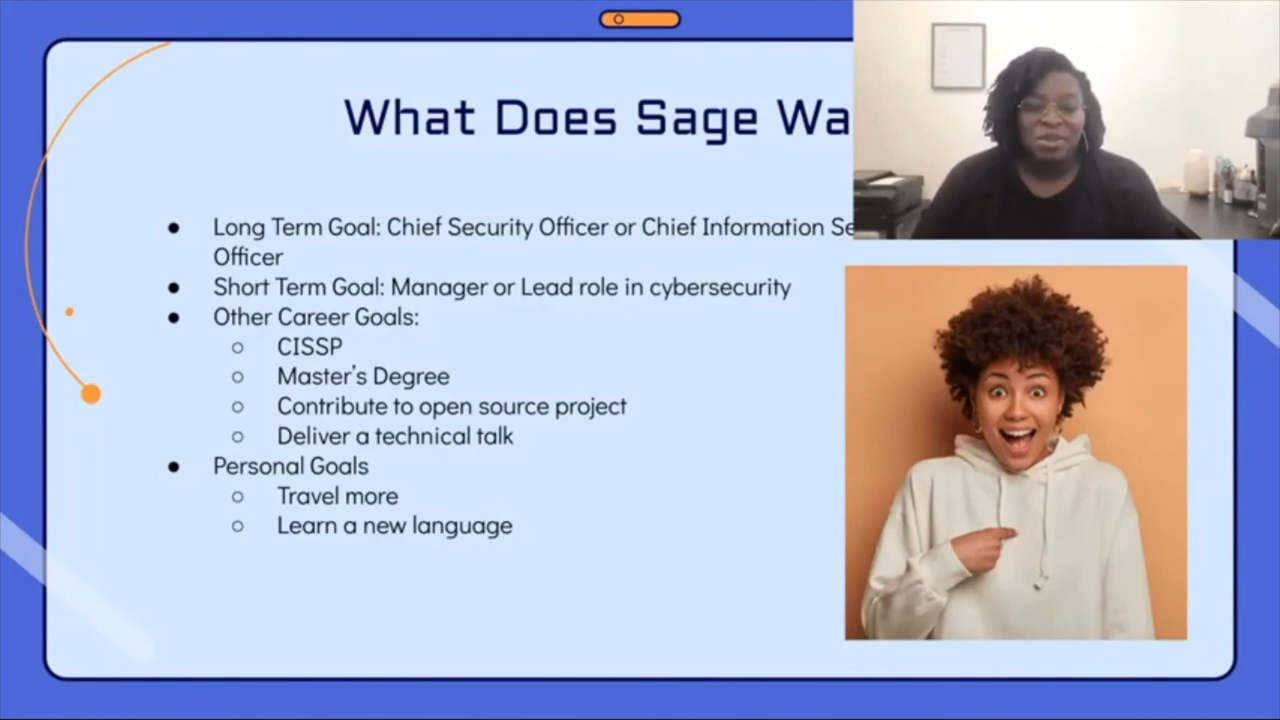 What Does Sage Wa
Long Term Goal: Chief Security Officer or Chief Information Se
Officer
Short Term Goal: Manager or Lead role in cybersecurity
Other Career Goals:
CISSP
Master's Degree
Contribute to open source project
Deliver a technical talk
Personal Goals
Travel more
Learn a new language